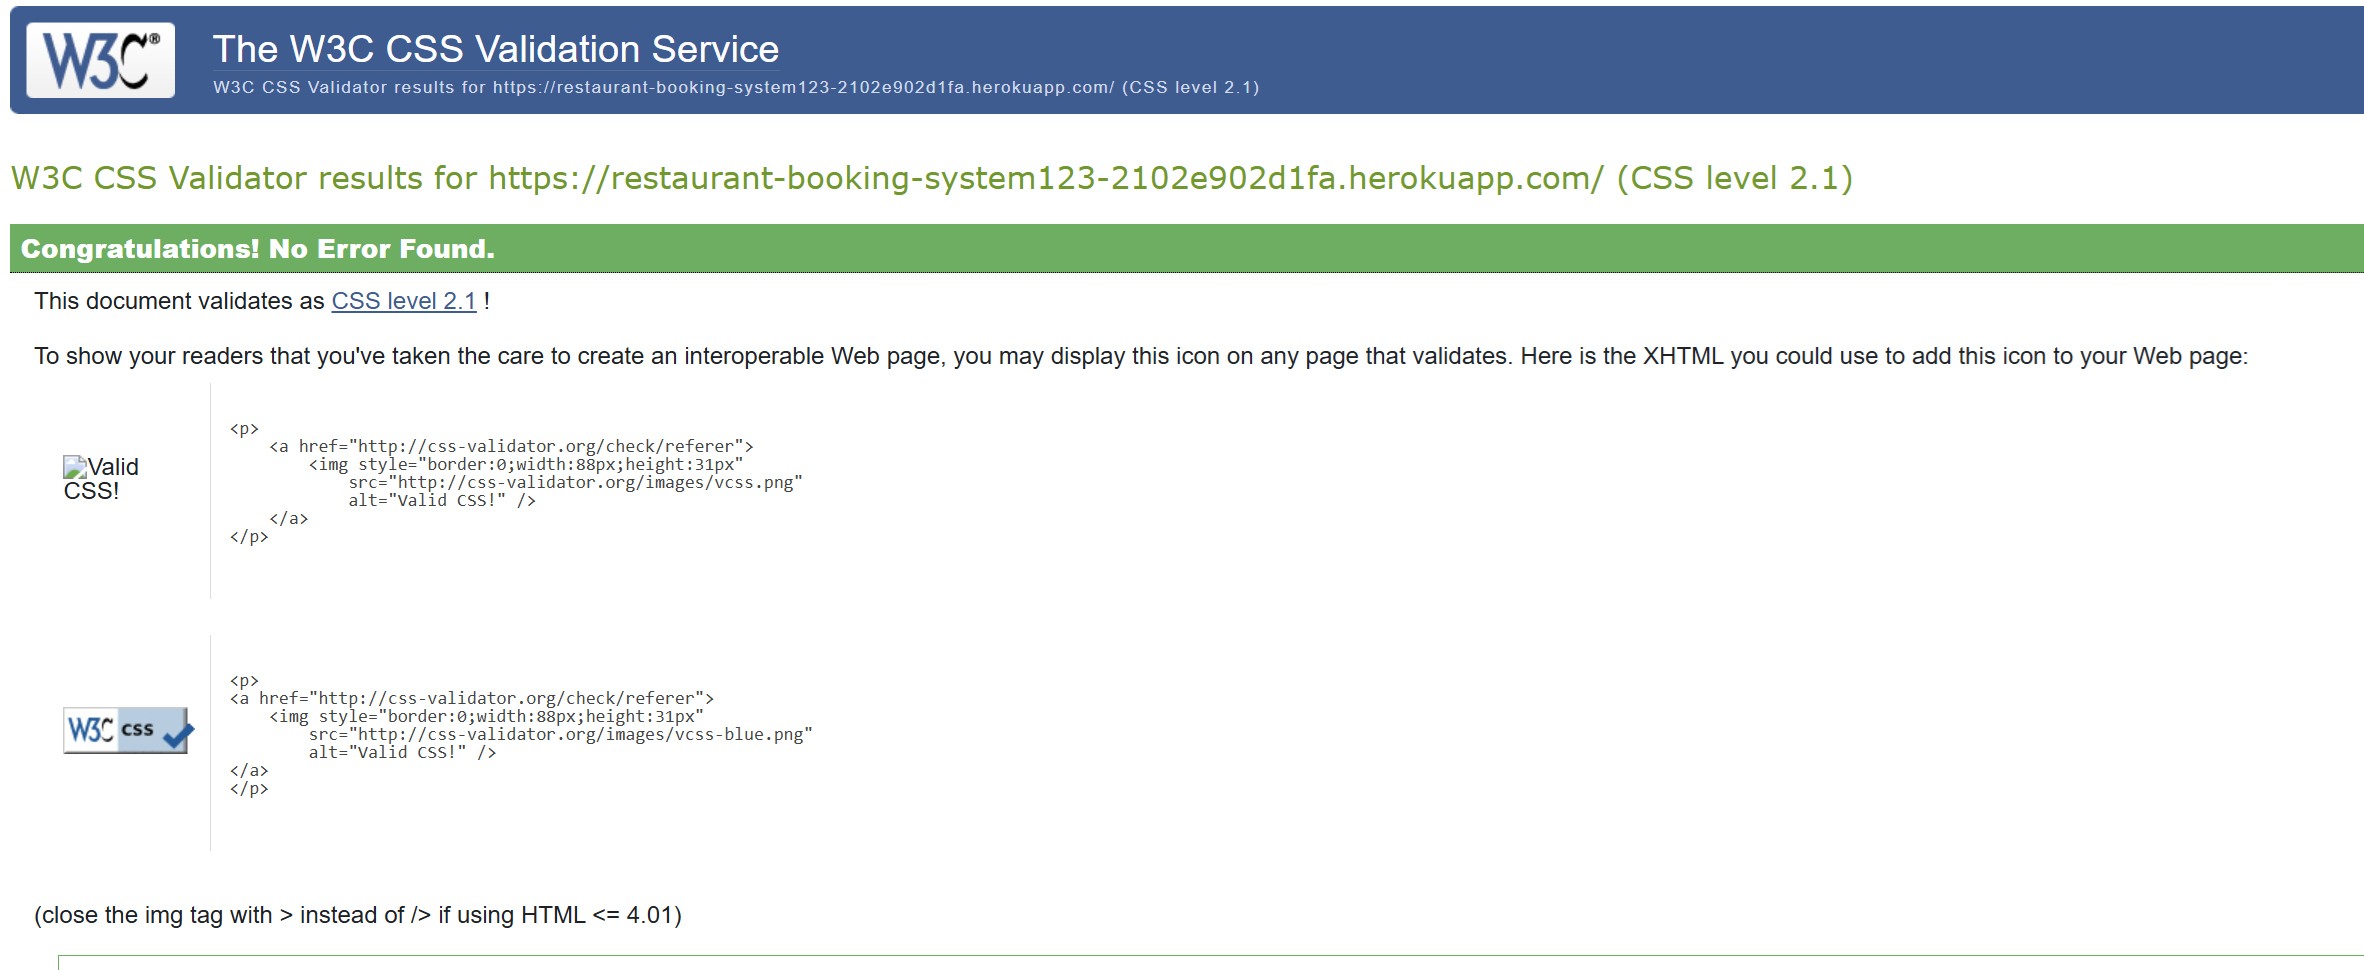 W3C®
The W3C CSS Validation Service
W3C CSS Validator results for https://restaurant-booking-system123-2102e902d1fa.herokuapp.com/ (CSS level 2.1)
W3C CSS Validator results for https://restaurant-booking-system123-2102e902d1fa.herokuapp.com/ (CSS level 2.1)
Congratulations! No Error Found.
This document validates as CSS level 2.1 !
To show your readers that you've taken the care to create an interoperable Web page, you may display this icon on any page that validates. Here is the XHTML you could use to add this icon to your Web page:
Valid
CSS!
<p>
    <a href="http://css-validator.org/check/referer">
        <img style="border:0;width:88px;height:31px"
            src="http://css-validator.org/images/vcss.png"
            alt="Valid CSS!" />
    </a>
</p>
W3C css
<p>
<a href="http://css-validator.org/check/referer">
    <img style="border:0;width:88px;height:31px"
        src="http://css-validator.org/images/vcss-blue.png"
        alt="Valid CSS!" />
</a>
</p>
(close the img tag with > instead of /> if using HTML <= 4.01)